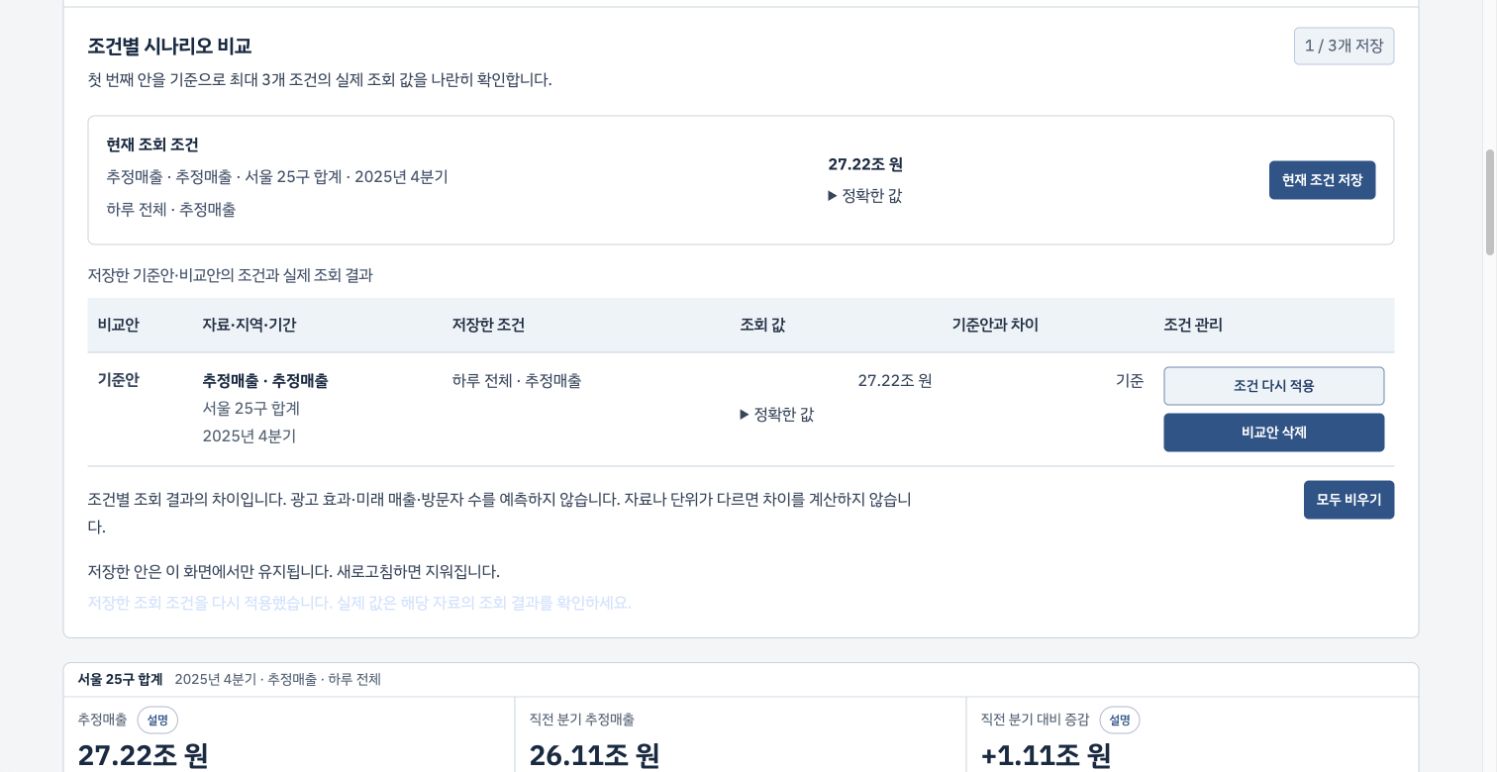 조건별 시나리오 비교
1 / 3개 저장
첫 번째 안을 기준으로 최대 3개 조건의 실제 조회 값을 나란히 확인합니다.
현재 조회 조건
추정매출 · 추정매출 · 서울 25구 합계 · 2025년 4분기
하루 전체 · 추정매출
27.22조 원
▶ 정확한 값
현재 조건 저장
저장한 기준안·비교안의 조건과 실제 조회 결과
비교안 자료·지역·기간 저장한 조건 조회 값 기준안과 차이 조건 관리
기준안 추정매출 · 추정매출 하루 전체 · 추정매출 27.22조 원 기준 조건 다시 적용
서울 25구 합계
▶ 정확한 값
2025년 4분기
비교안 삭제
조건별 조회 결과의 차이입니다. 광고 효과·미래 매출·방문자 수를 예측하지 않습니다. 자료나 단위가 다르면 차이를 계산하지 않습니
다.
모두 비우기
저장한 안은 이 화면에서만 유지됩니다. 새로고침하면 지워집니다.
저장한 조회 조건을 다시 적용했습니다. 실제 값은 해당 자료의 조회 결과를 확인하세요.
서울 25구 합계 2025년 4분기 · 추정매출 · 하루 전체
추정매출 설명
27.22조 원
직전 분기 추정매출
26.11조 원
직전 분기 대비 증감 설명
+1.11조 원